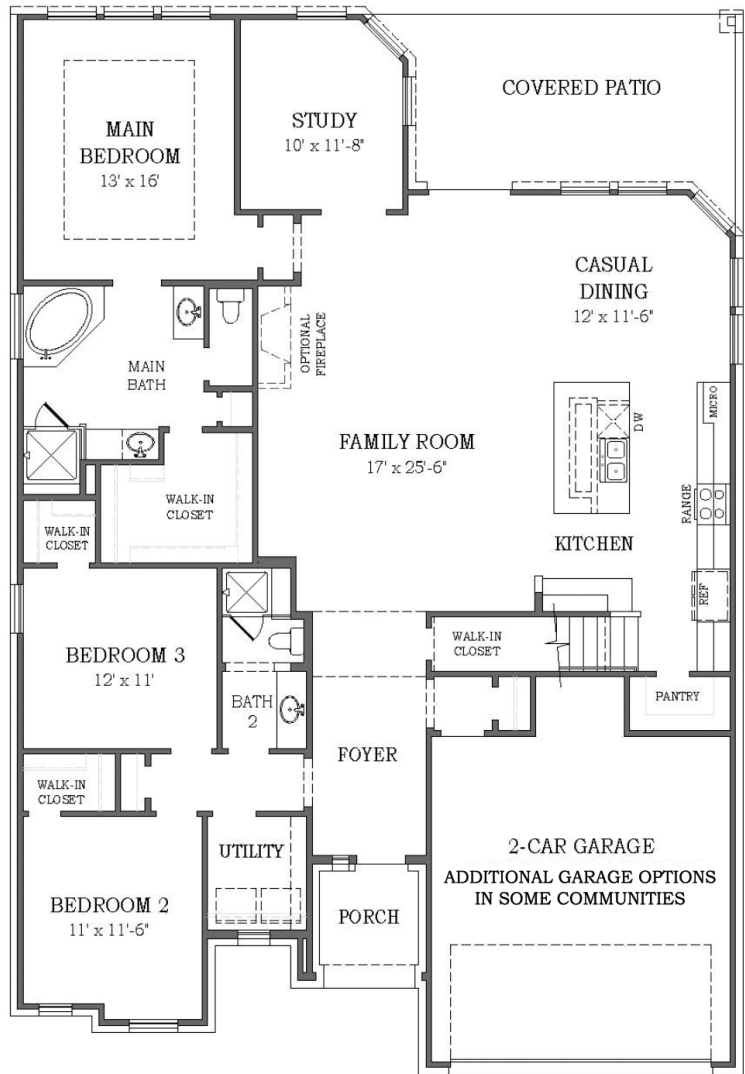 COVERED PATIO
STUDY
10' x 11'-8"
MAIN
BEDROOM
13' x 16'
CASUAL
DINING
12' x 11'-6"
OPTIONAL
FIREPLACE
MAIN
BATH
MICRO
DW
FAMILY ROOM
17' x 25'-6"
RANGE
WALK-IN
CLOSET
WALK-IN
CLOSET
KITCHEN
REF
WALK-IN
CLOSET
BEDROOM 3
12' x 11'
BATH
2
PANTRY
FOYER
WALK-IN
CLOSET
UTILITY
2-CAR GARAGE
ADDITIONAL GARAGE OPTIONS
IN SOME COMMUNITIES
BEDROOM 2
11' x 11'-6"
PORCH